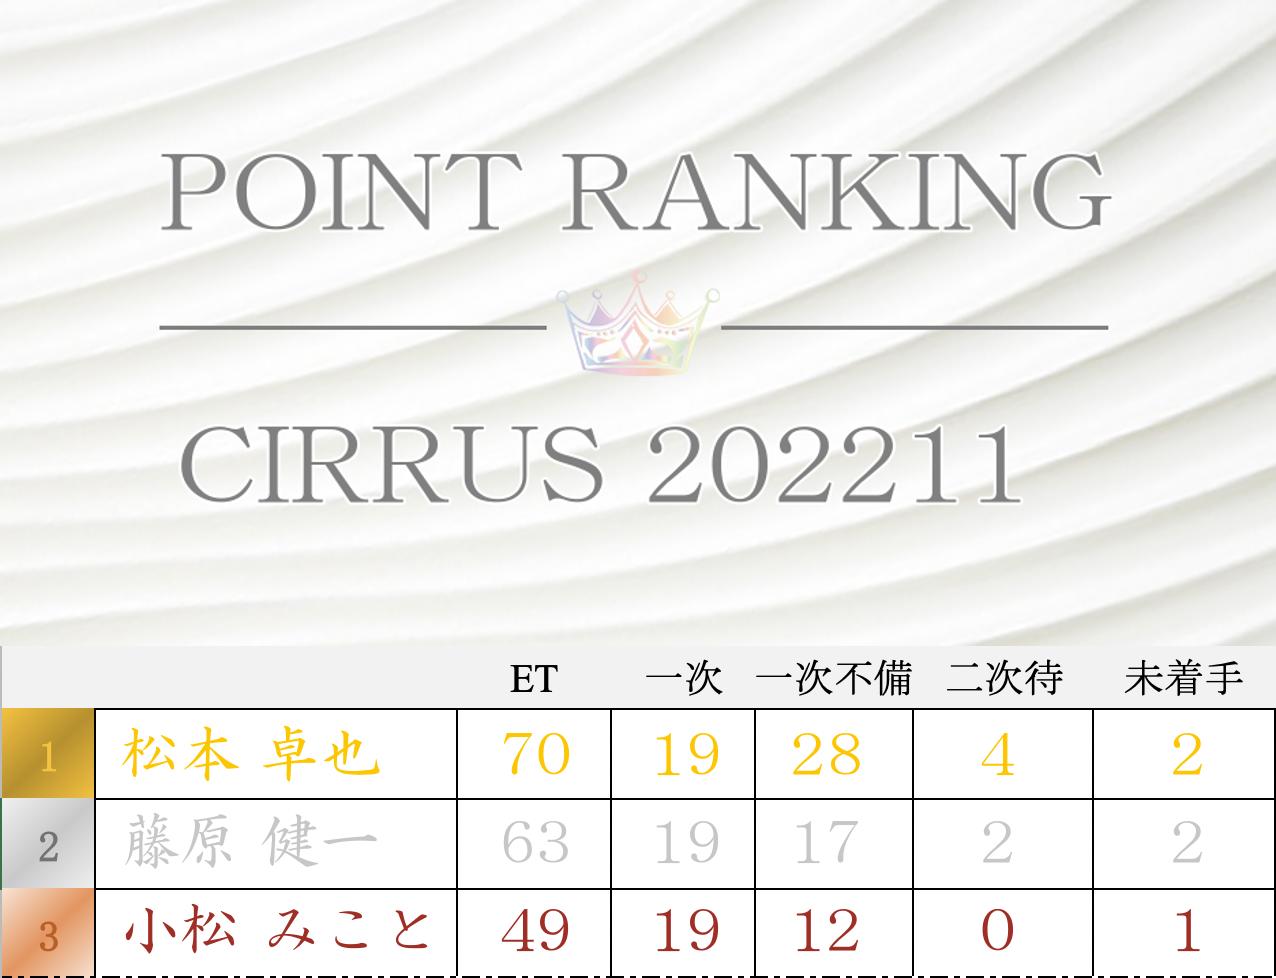 POINT RANKING
CIRRUS 202211
ET 一次 一次不備 二次待 未着手
1 松本 卓也 70 19 28 4 2
2 藤原 健一 63 19 17 2 2
3 小松 みこと 49 19 12 0 1